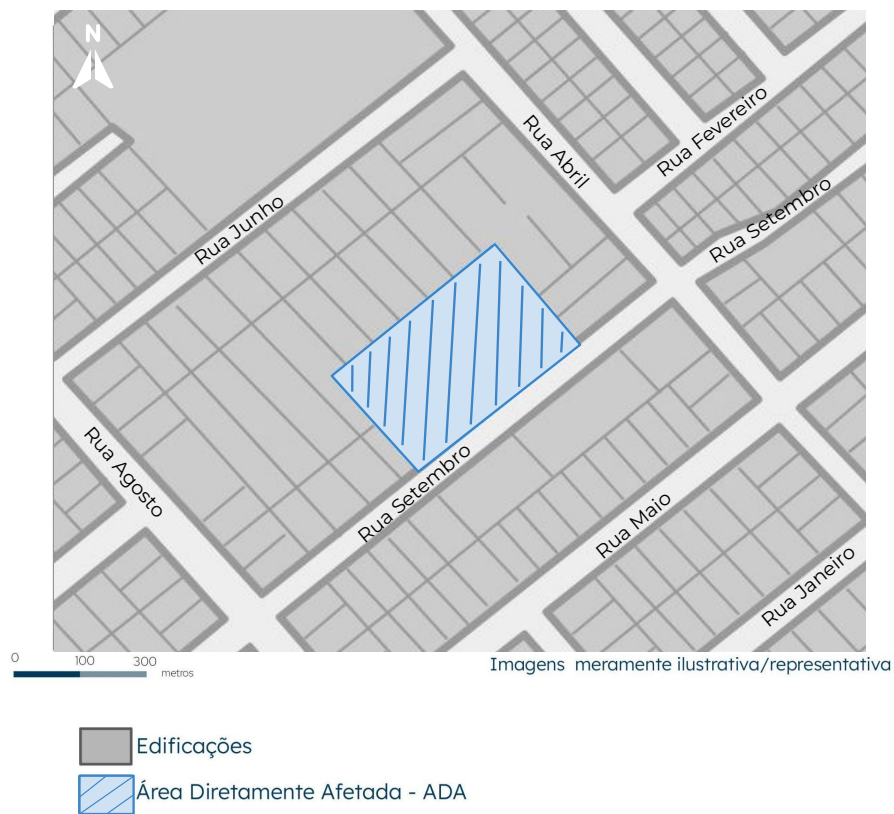 N
Rua Abril
Rua Fevereiro
Rua Junho
Rua Setembro
Rua Agosto
Rua Setembro
Rua Maio
Rua Janeiro
0 100 300
metros
Imagens meramente ilustrativa/representativa
Edificações
Área Diretamente Afetada - ADA